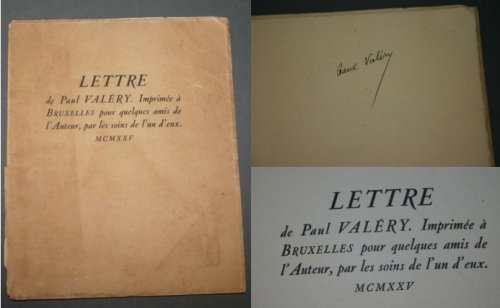 LETTRE
de Paul VALÉRY. Imprimée à
BRUXELLES pour quelques amis de
l'Auteur, par les soins de l'un d'eux.
MCMXXV
Paul Valéry
LETTRE
de Paul VALÉRY. Imprimée à
BRUXELLES pour quelques amis de
l'Auteur, par les soins de l'un d'eux.
MCMXXV